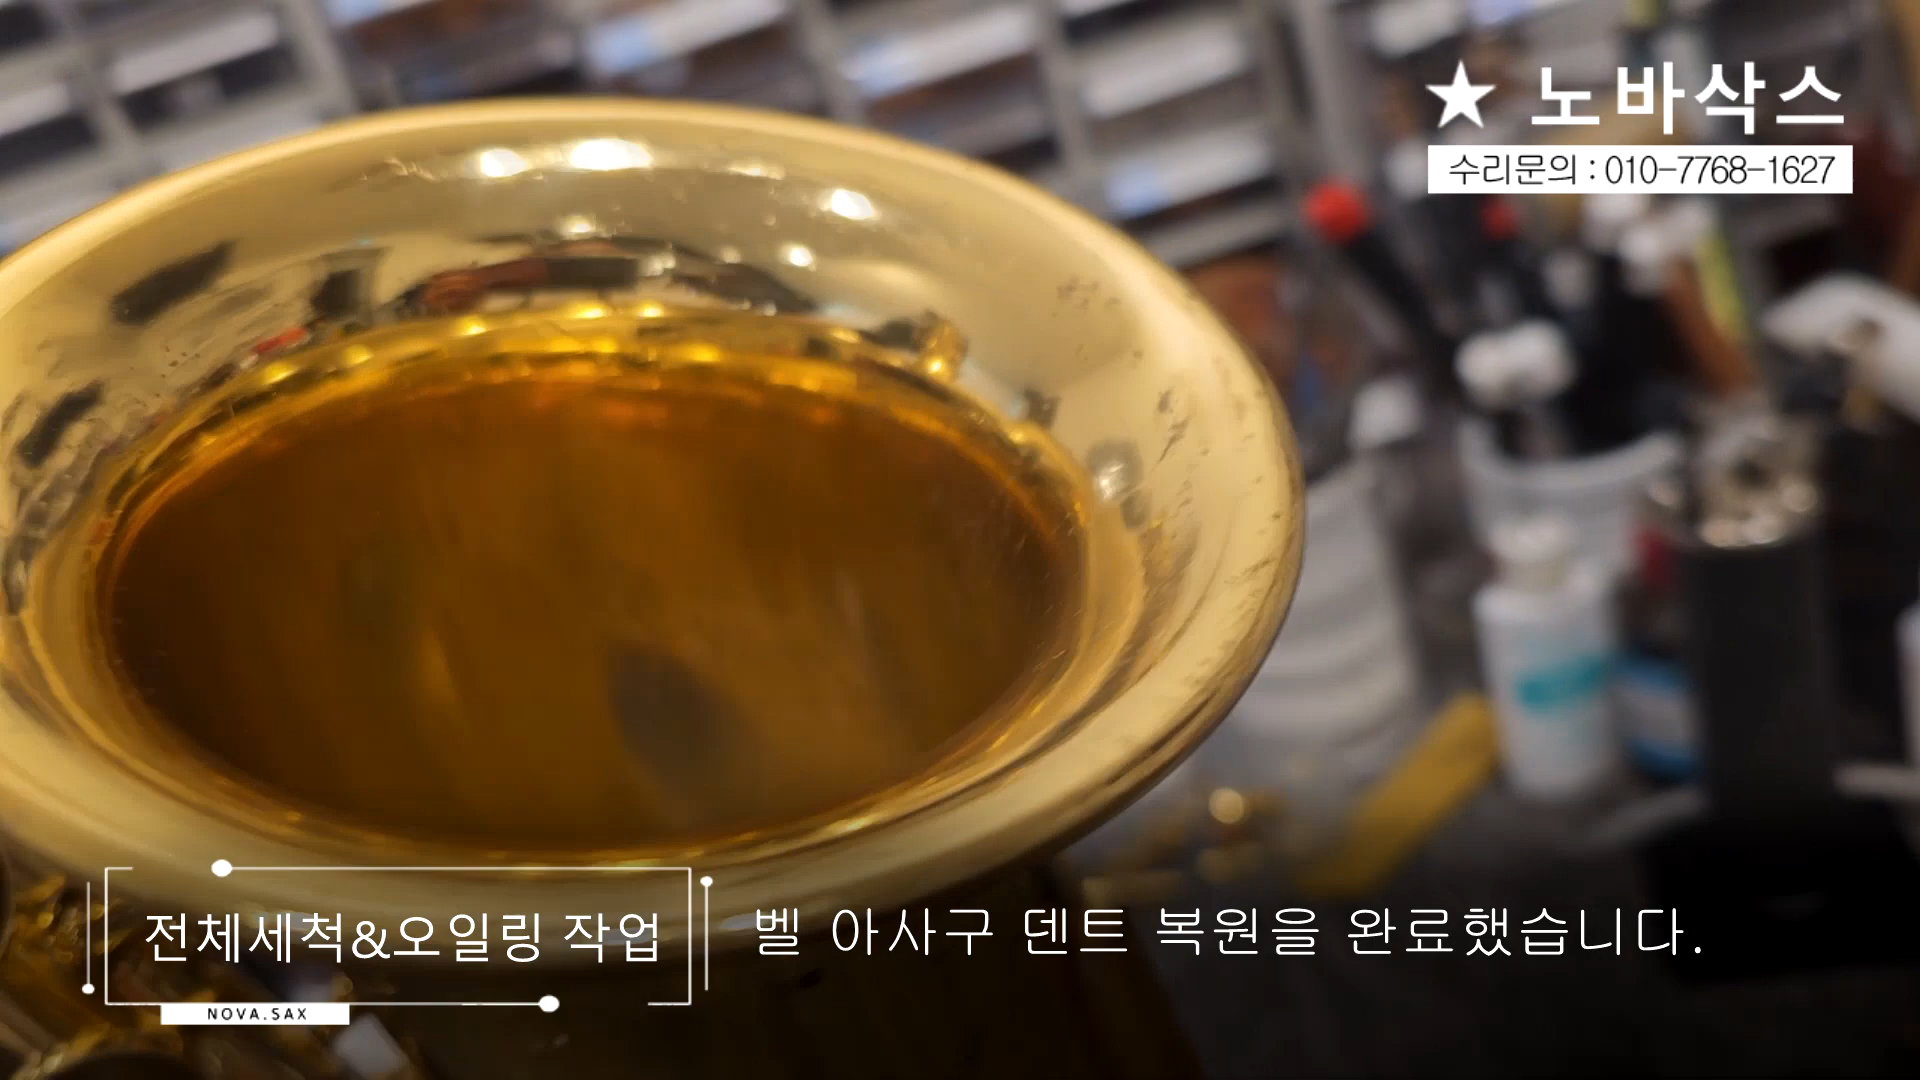 ★ 노바삭스
수리문의 : 010-7768-1627
전체세척&오일링 작업
벨 아사구 덴트 복원을 완료했습니다.
NOVA.SAX